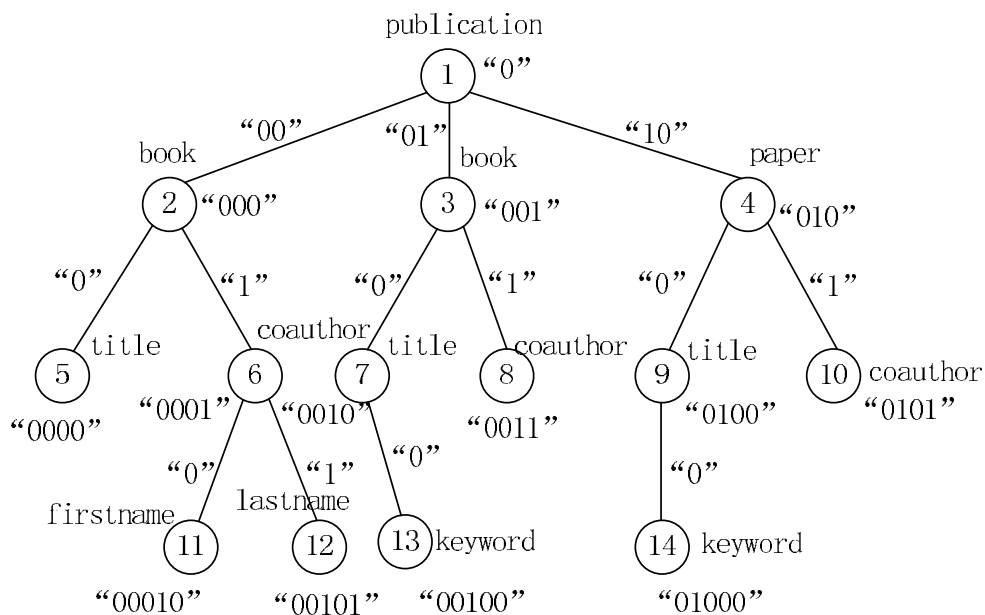 publication
1 “0”
“00” “01” “10”
book book paper
2 “000” 3 “001” 4 “010”
“0” “1” “0” “1” “0” “1”
title coauthor title coauthor title coauthor
5 6 7 8 9 10
“0000” “0001” “0010” “0011” “0100” “0101”
“0” “1” “0” “0”
firstname lastname keyword keyword
11 12 13 14
“00010” “00101” “00100” “01000”